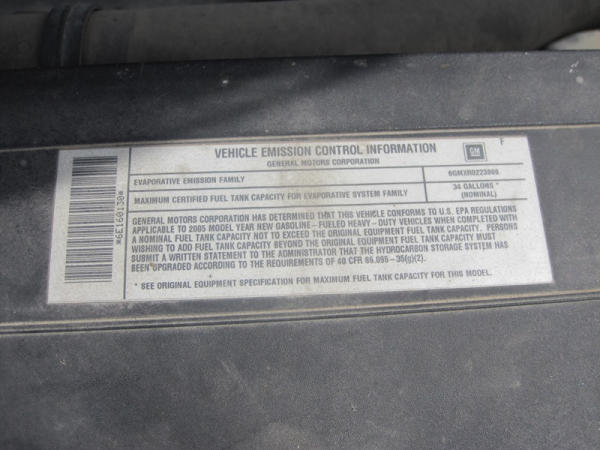 VEHICLE EMISSION CONTROL INFORMATION
GENERAL MOTORS CORPORATION
GM
EVAPORATIVE EMISSION FAMILY
MAXIMUM CERTIFIED FUEL TANK CAPACITY FOR EVAPORATIVE SYSTEM FAMILY 34 GALLONS *
(NOMINAL)
GENERAL MOTORS CORPORATION HAS DETERMINED THAT THIS VEHICLE CONFORMS TO U.S. EPA REGULATIONS
APPLICABLE TO 2005 MODEL YEAR NEW GASOLINE-FUELED HEAVY-DUTY VEHICLES WHEN COMPLETED WITH
A NOMINAL FUEL TANK CAPACITY NOT TO EXCEED THE ORIGINAL EQUIPMENT FUEL TANK CAPACITY. PERSONS
WISHING TO ADD FUEL TANK CAPACITY BEYOND THE ORIGINAL EQUIPMENT FUEL TANK CAPACITY MUST
SUBMIT A WRITTEN STATEMENT TO THE ADMINISTRATOR THAT THE HYDROCARBON STORAGE SYSTEM HAS
BEEN UPGRADED ACCORDING TO THE REQUIREMENTS OF 40 CFR 86.095-35(g)(2).
* SEE ORIGINAL EQUIPMENT SPECIFICATION FOR MAXIMUM FUEL TANK CAPACITY FOR THIS MODEL.
*6E160130*